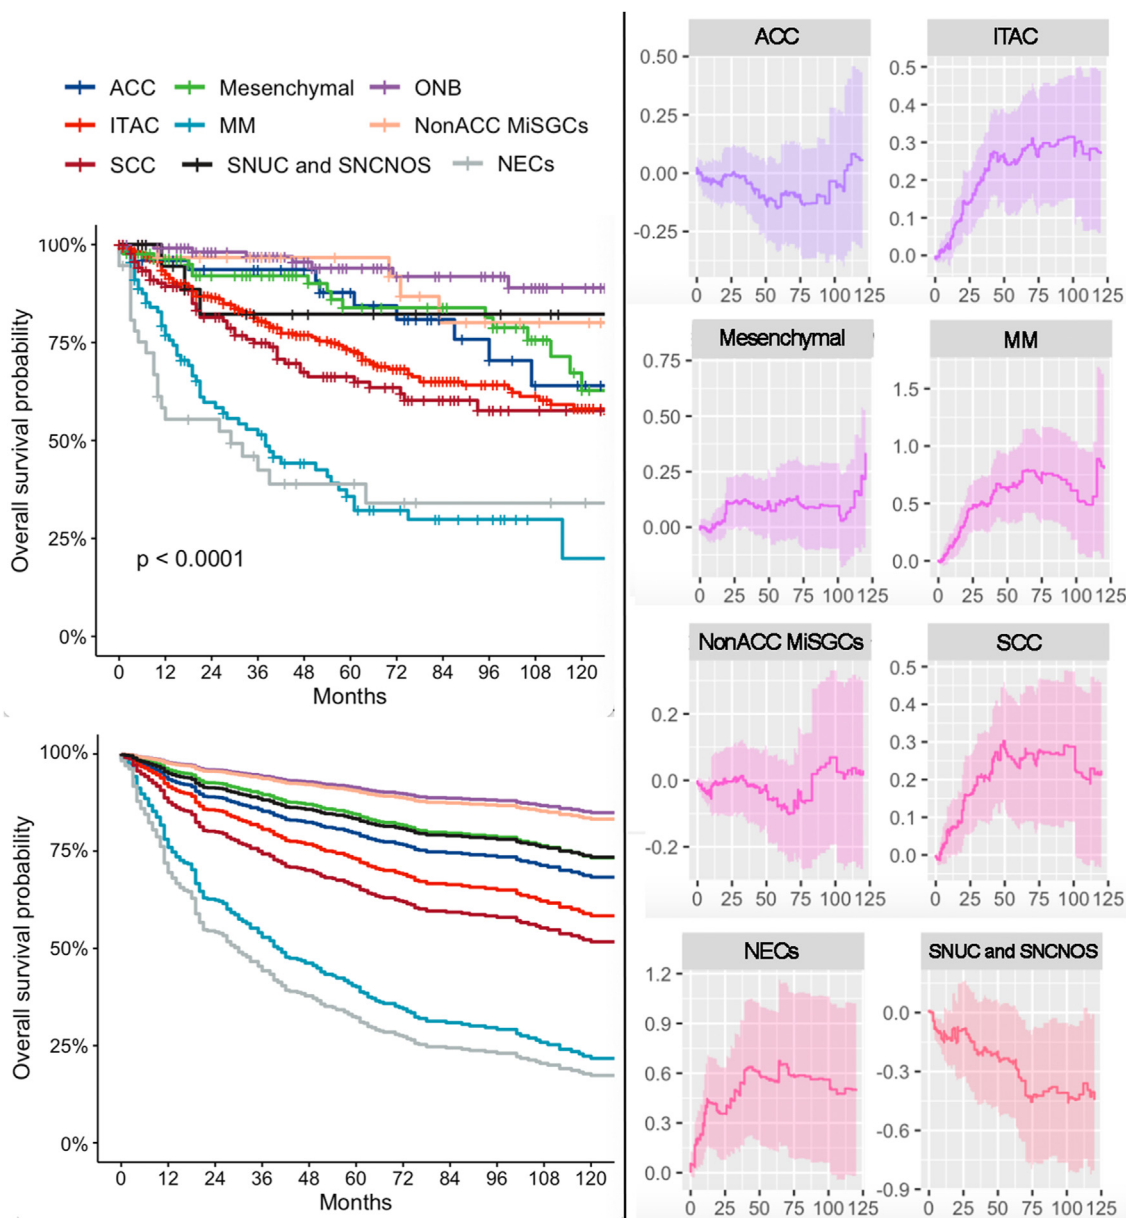 ACC Mesenchymal ONB
ITAC MM NonACC MiSGCs
SCC SNUC and SNCNOS NECs
100%
75%
50%
25%
0%
Overall survival probability
p < 0.0001
0 12 24 36 48 60 72 84 96 108 120
Months
100%
75%
50%
25%
0%
Overall survival probability
0 12 24 36 48 60 72 84 96 108 120
Months
ACC
0.50
0.25
0.00
-0.25
0 25 50 75 100 125
ITAC
0.5
0.4
0.3
0.2
0.1
0.0
0 25 50 75 100 125
Mesenchymal
0.75
0.50
0.25
0.00
0 25 50 75 100 125
MM
1.5
1.0
0.5
0.0
0 25 50 75 100 125
NonACC MiSGCs
0.2
0.0
-0.2
0 25 50 75 100 125
SCC
0.5
0.4
0.3
0.2
0.1
0.0
0 25 50 75 100 125
NECs
1.2
0.9
0.6
0.3
0.0
0 25 50 75 100 125
SNUC and SNCNOS
0.0
-0.3
-0.6
-0.9
0 25 50 75 100 125